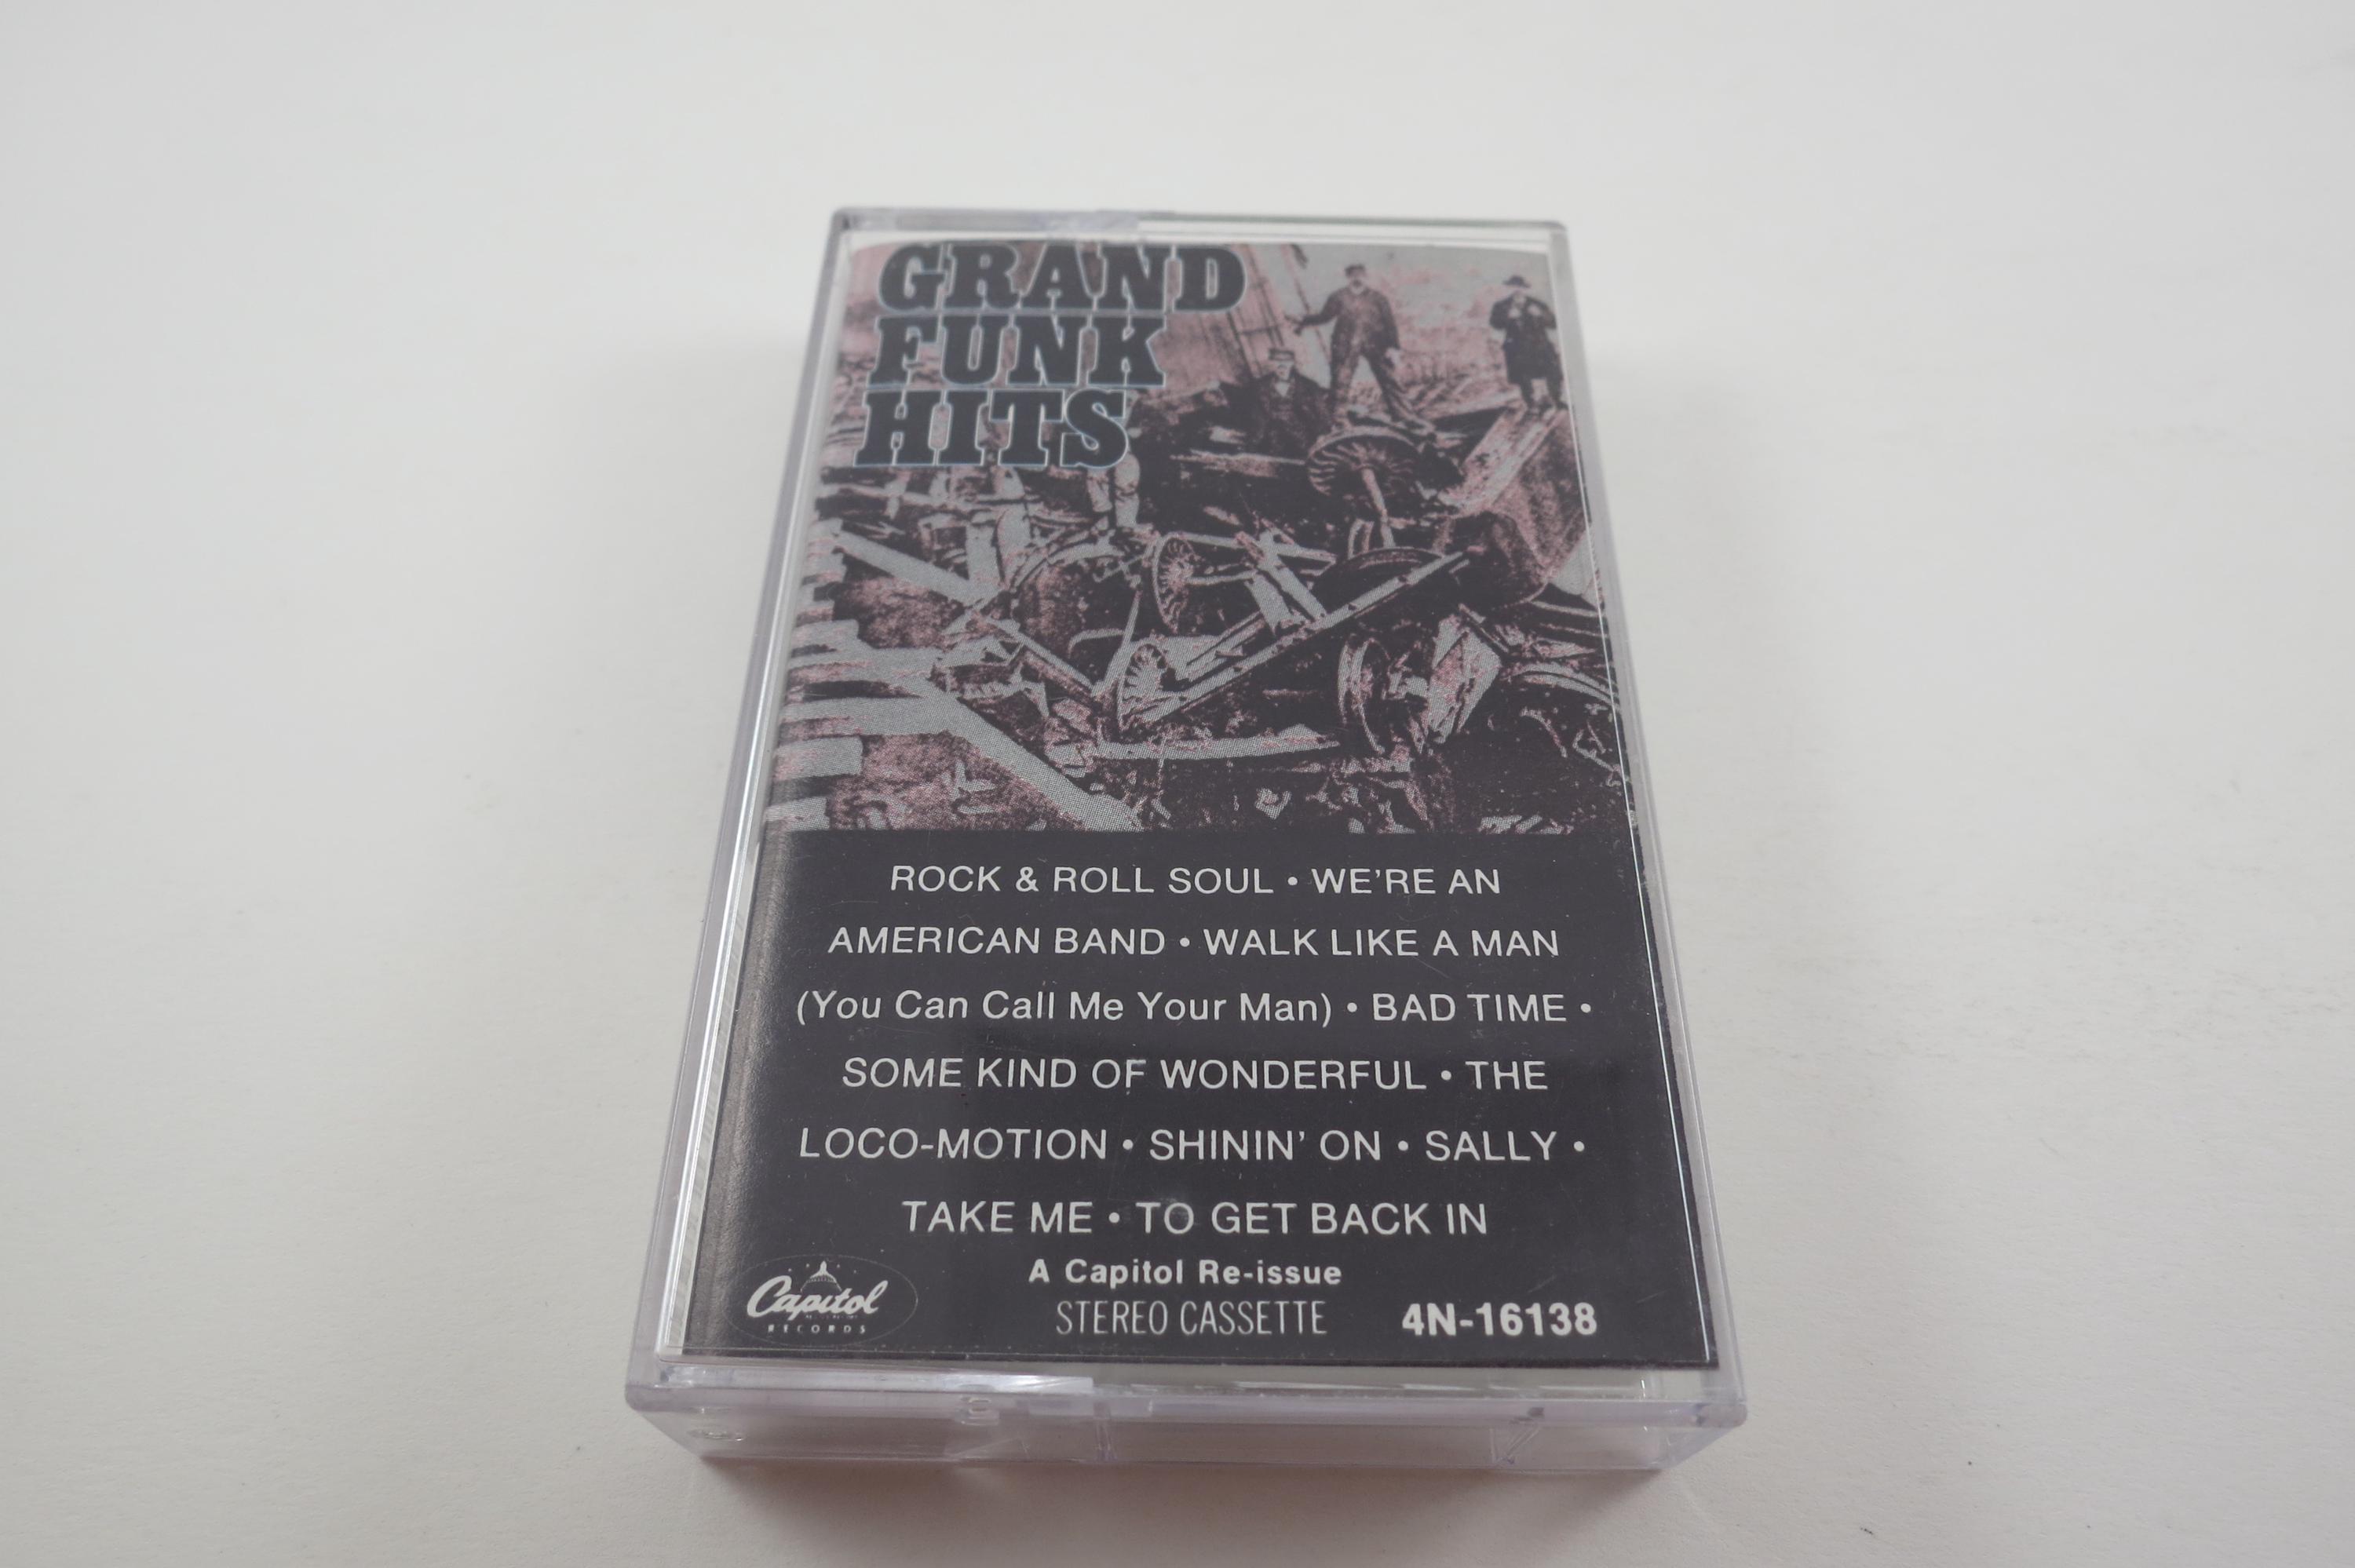 GRAND
FUNK
HITS
ROCK & ROLL SOUL • WE'RE AN
AMERICAN BAND • WALK LIKE A MAN
(You Can Call Me Your Man) • BAD TIME •
SOME KIND OF WONDERFUL • THE
LOCO-MOTION • SHININ' ON • SALLY •
TAKE ME • TO GET BACK IN
A Capitol Re-issue
Capitol
RECORDS
STEREO CASSETTE 4N-16138